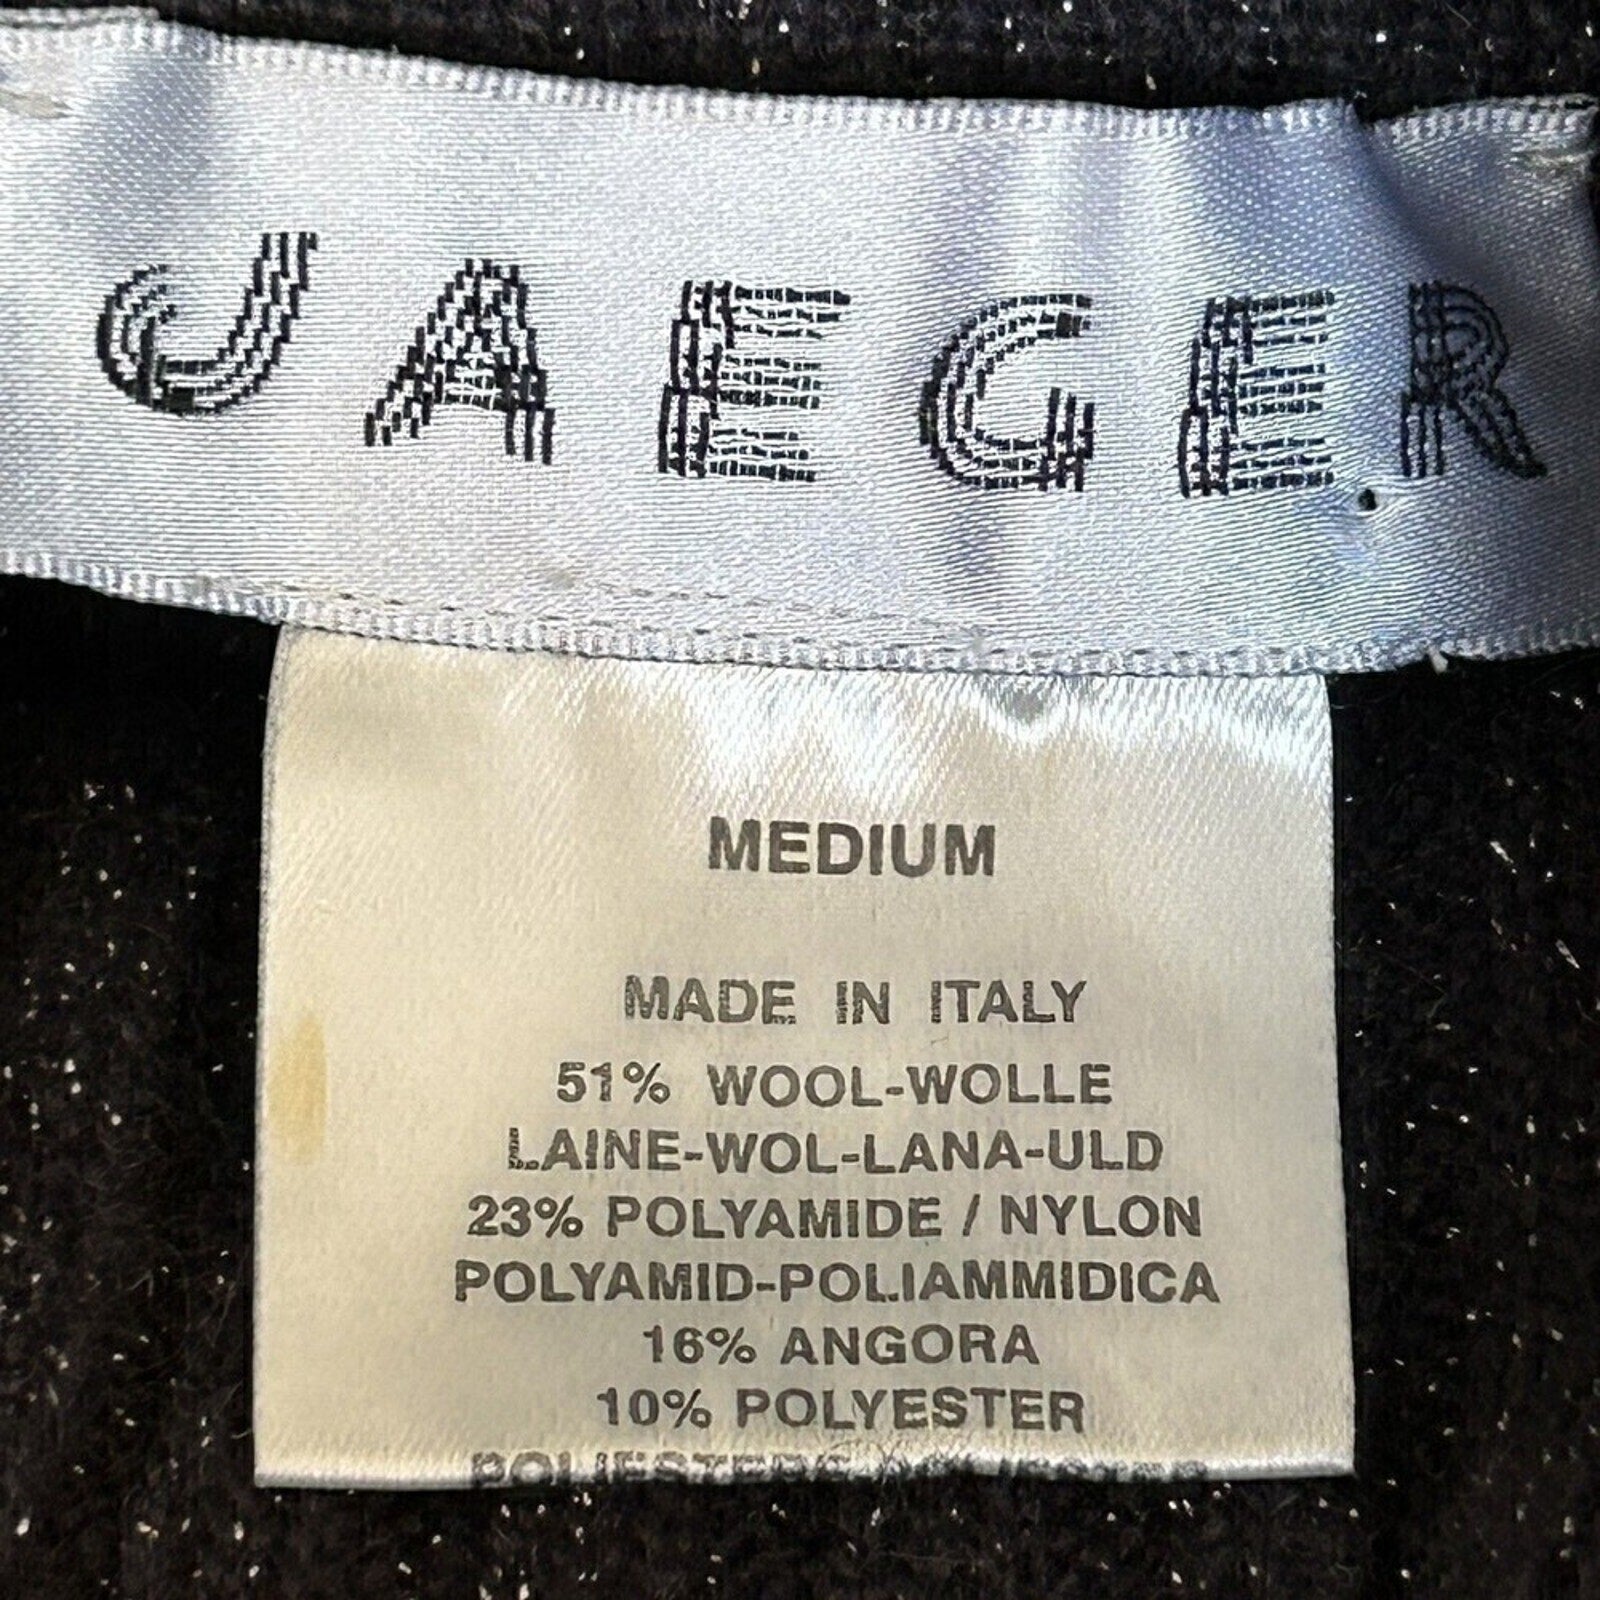 JAEGER
MEDIUM
MADE IN ITALY
51% WOOL-WOLLE
LAINE-WOL-LANA-ULD
23% POLYAMIDE / NYLON
POLYAMID-POLIAMMIDICA
16% ANGORA
10% POLYESTER